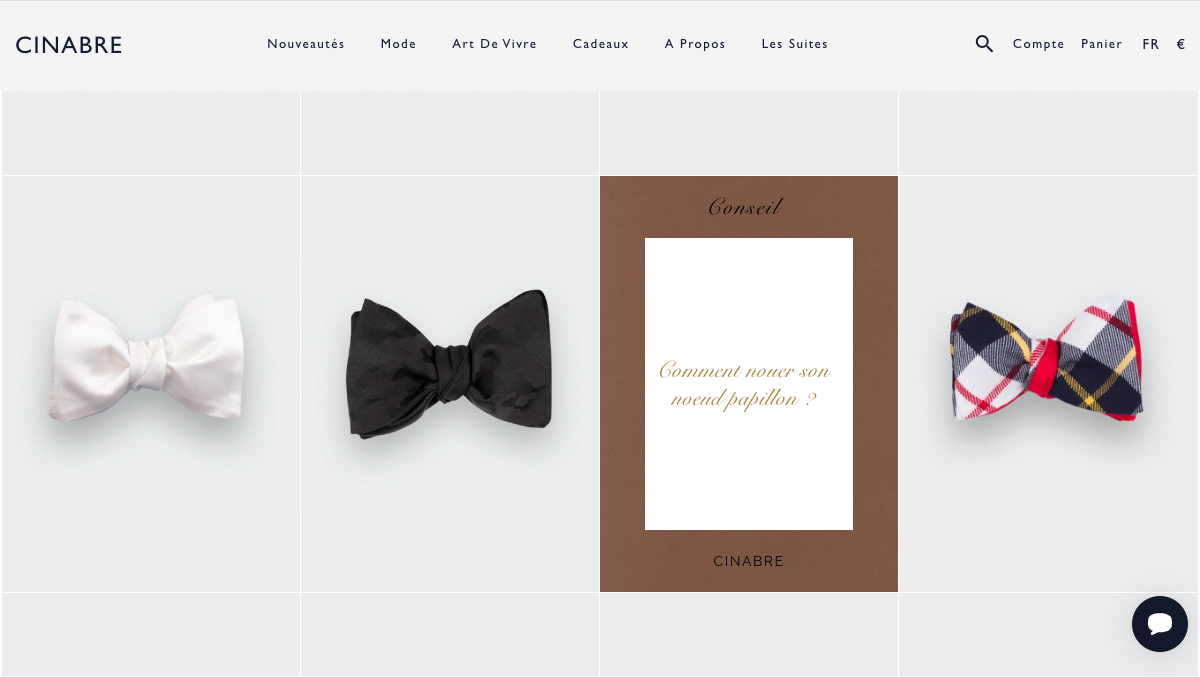 CINABRE
Nouveautés
Mode
Art De Vivre
Cadeaux
A Propos
Les Suites
Compte
Panier
FR
€
Conseil
Comment nouer son
noeud papillon ?
CINABRE